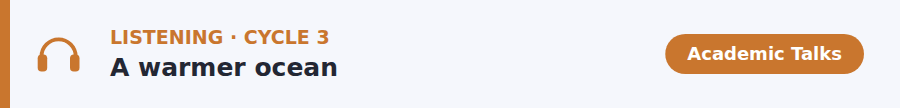 LISTENING · CYCLE 3
A warmer ocean
Academic Talks